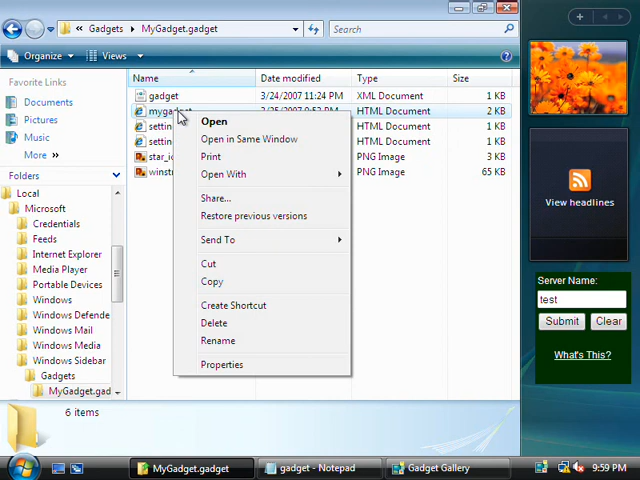 Gadgets MyGadget.gadget
Search
Organize Views
Favorite Links
Documents
Pictures
Music
More »
Folders
Local
Microsoft
Credentials
Feeds
Internet Explorer
Media Player
Portable Devices
Windows
Windows Defende
Windows Mail
Windows Media
Windows Sidebar
Gadgets
MyGadget.gad
Name Date modified Type Size
gadget 3/24/2007 11:24 PM XML Document 1 KB
HTML Document 2 KB
HTML Document 1 KB
HTML Document 1 KB
PNG Image 3 KB
PNG Image 65 KB
Open
Open in Same Window
Print
Open With
Share...
Restore previous versions
Send To
Cut
Copy
Create Shortcut
Delete
Rename
Properties
6 items
View headlines
Server Name:
test
Submit Clear
What's This?
MyGadget.gadget gadget - Notepad Gadget Gallery 9:59 PM